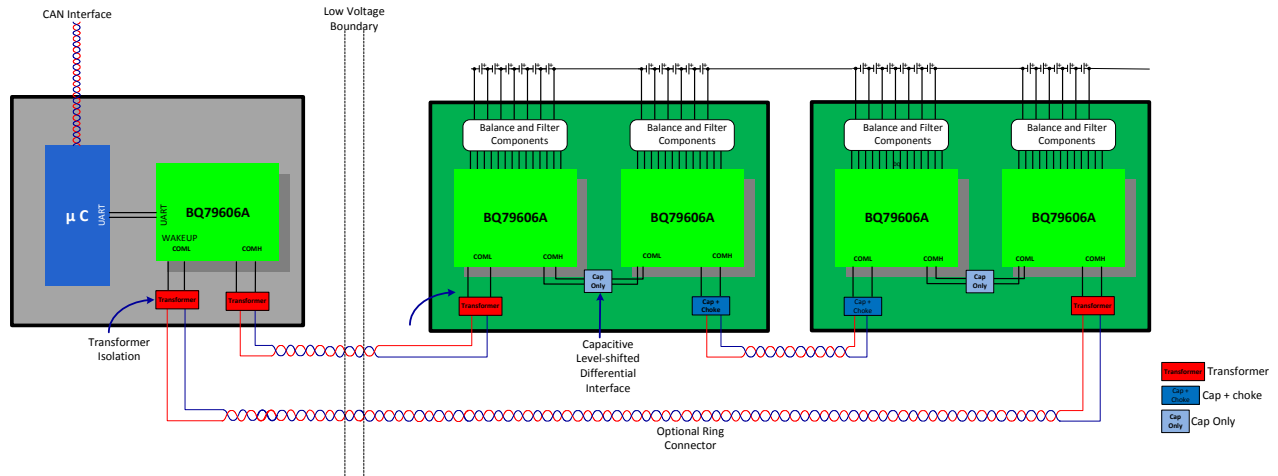 CAN Interface
Low Voltage
Boundary
Balance and Filter
Components
Balance and Filter
Components
Balance and Filter
Components
Balance and Filter
Components
µ C
UART
UART
BQ79606A
WAKEUP
COML
COMH
BQ79606A
COML
COMH
BQ79606A
COML
COMH
BQ79606A
COML
COMH
BQ79606A
COML
COMH
Cap
Only
Cap
Only
Transformer
Transformer
Transformer
Cap +
Choke
Cap +
Choke
Transformer
Transformer
Isolation
Capacitive
Level-shifted
Differential
Interface
Optional Ring
Connector
Transformer
Transformer
Cap +
Choke
Cap + choke
Cap
Only
Cap Only